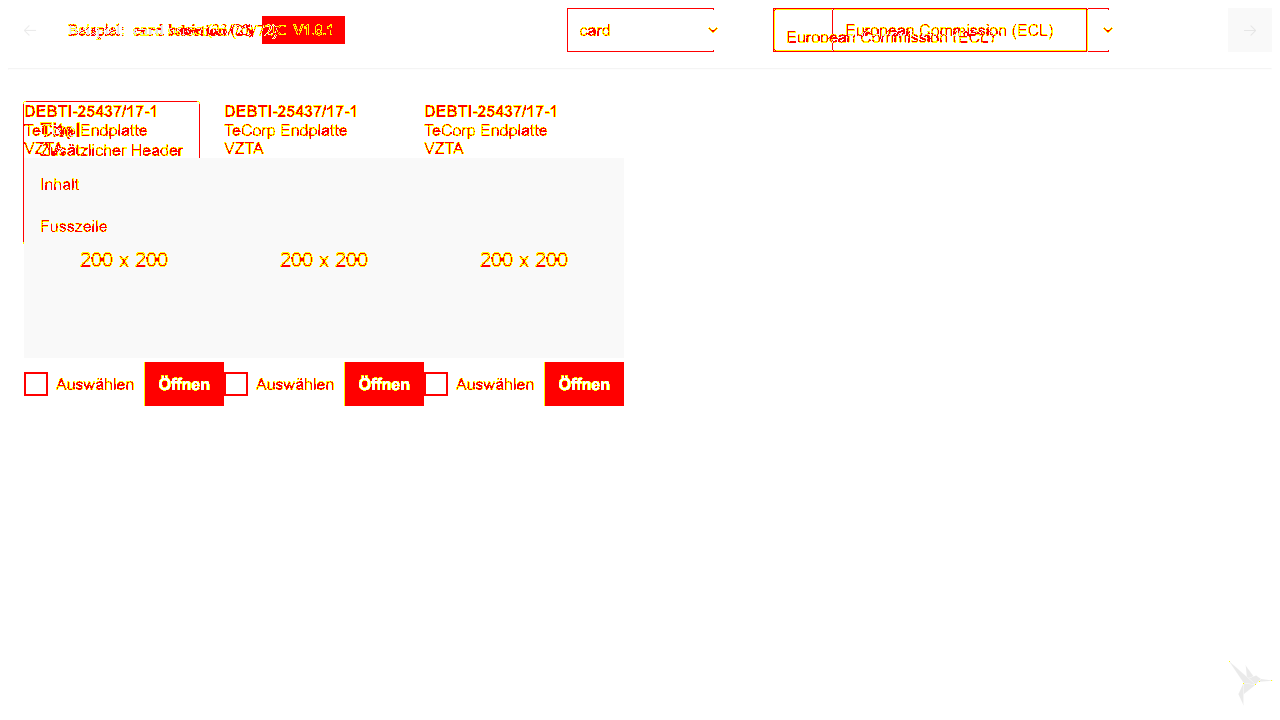 Beispiel: card V1.0.1
card
European Commission (ECL)
European Commission (ECL)
DEBTI-25437/17-1
TeCorp Endplatte
VZTA
DEBTI-25437/17-1
TeCorp Endplatte
VZTA
DEBTI-25437/17-1
TeCorp Endplatte
VZTA
Titel
Zusätzlicher Header
Inhalt
Fusszeile
200 x 200
200 x 200
200 x 200
Auswählen
Öffnen
Auswählen
Öffnen
Auswählen
Öffnen